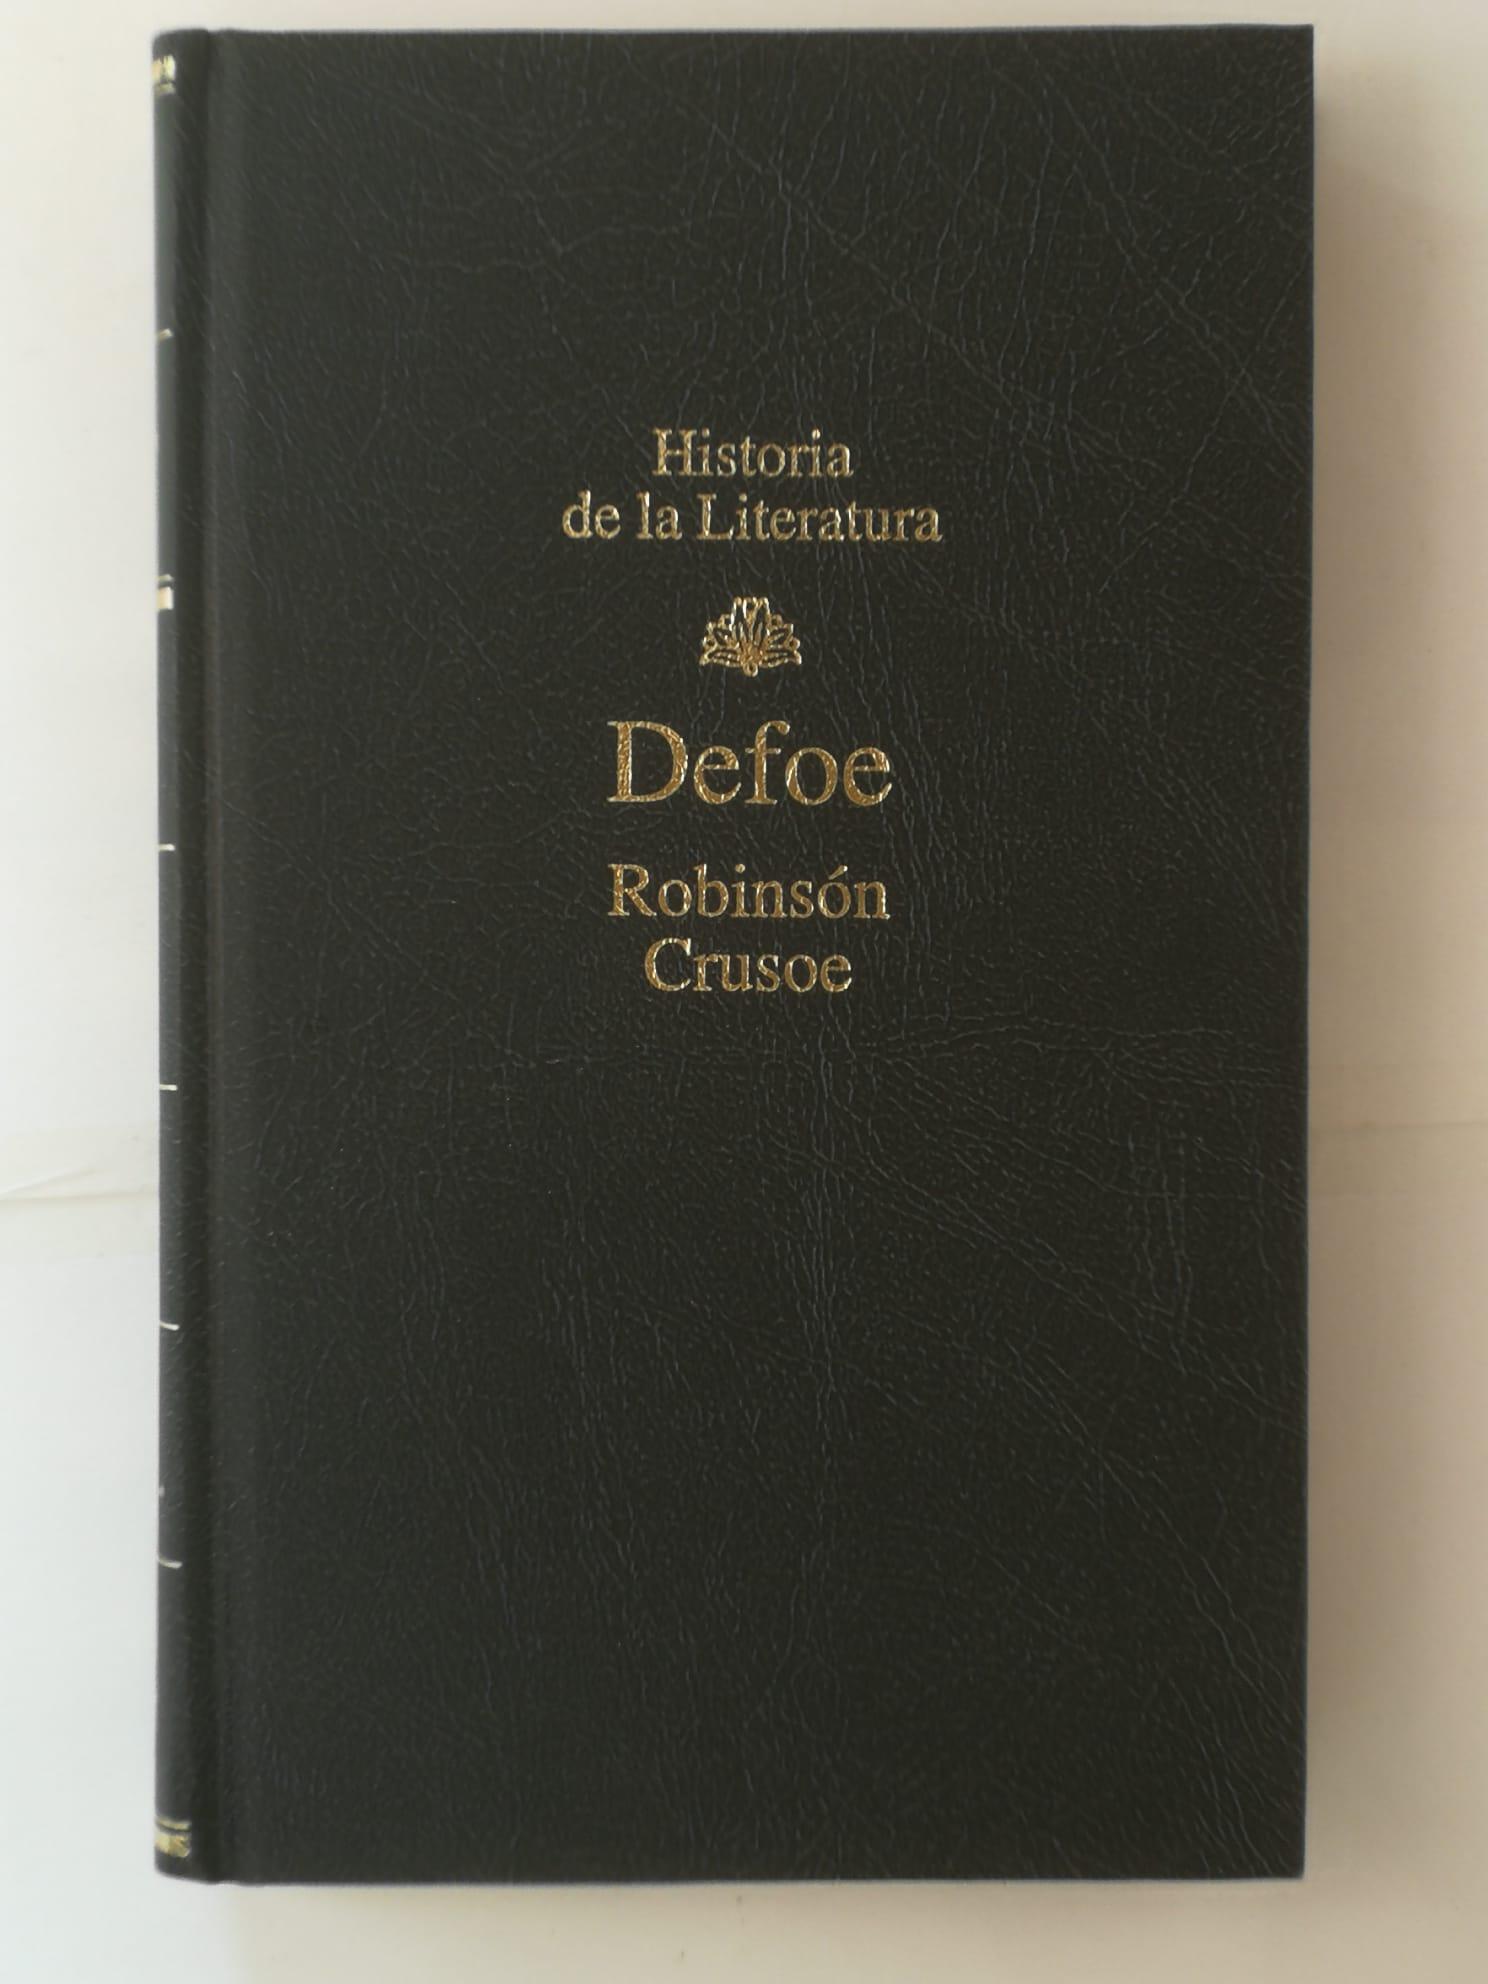 Historia
de la Literatura
Defoe
Robinsón
Crusoe